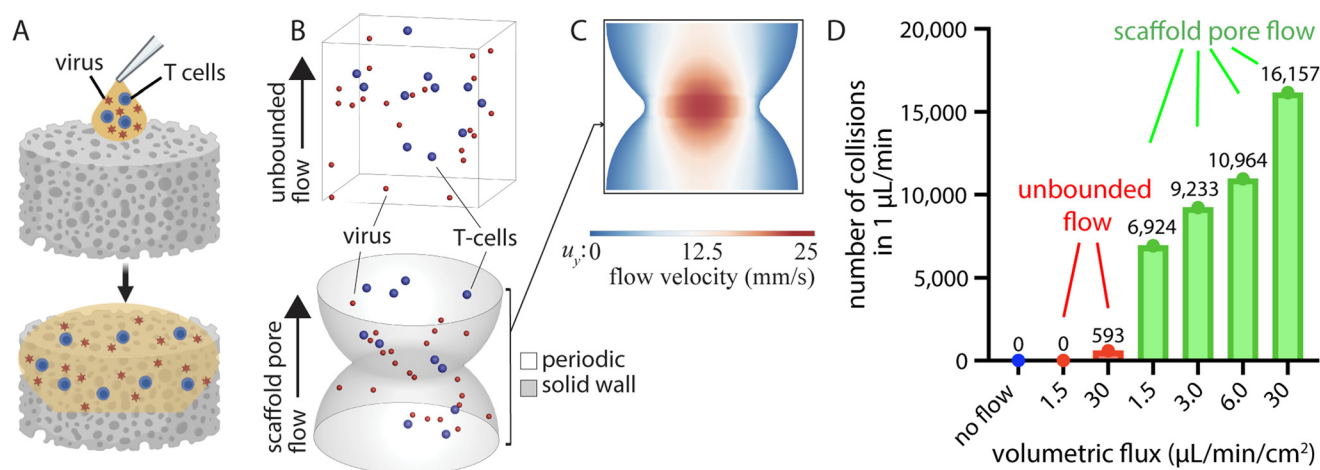 A
virus
T cells
B
unbounded
flow
virus
T-cells
scaffold pore
flow
periodic
solid wall
C
u_y: 0 12.5 25
flow velocity (mm/s)
D
number of collisions
in 1 μL/min
20,000
15,000
10,000
5,000
0
scaffold pore flow
unbounded
flow
0
0
593
6,924
9,233
10,964
16,157
no flow
1.5
30
1.5
3.0
6.0
30
volumetric flux (μL/min/cm²)